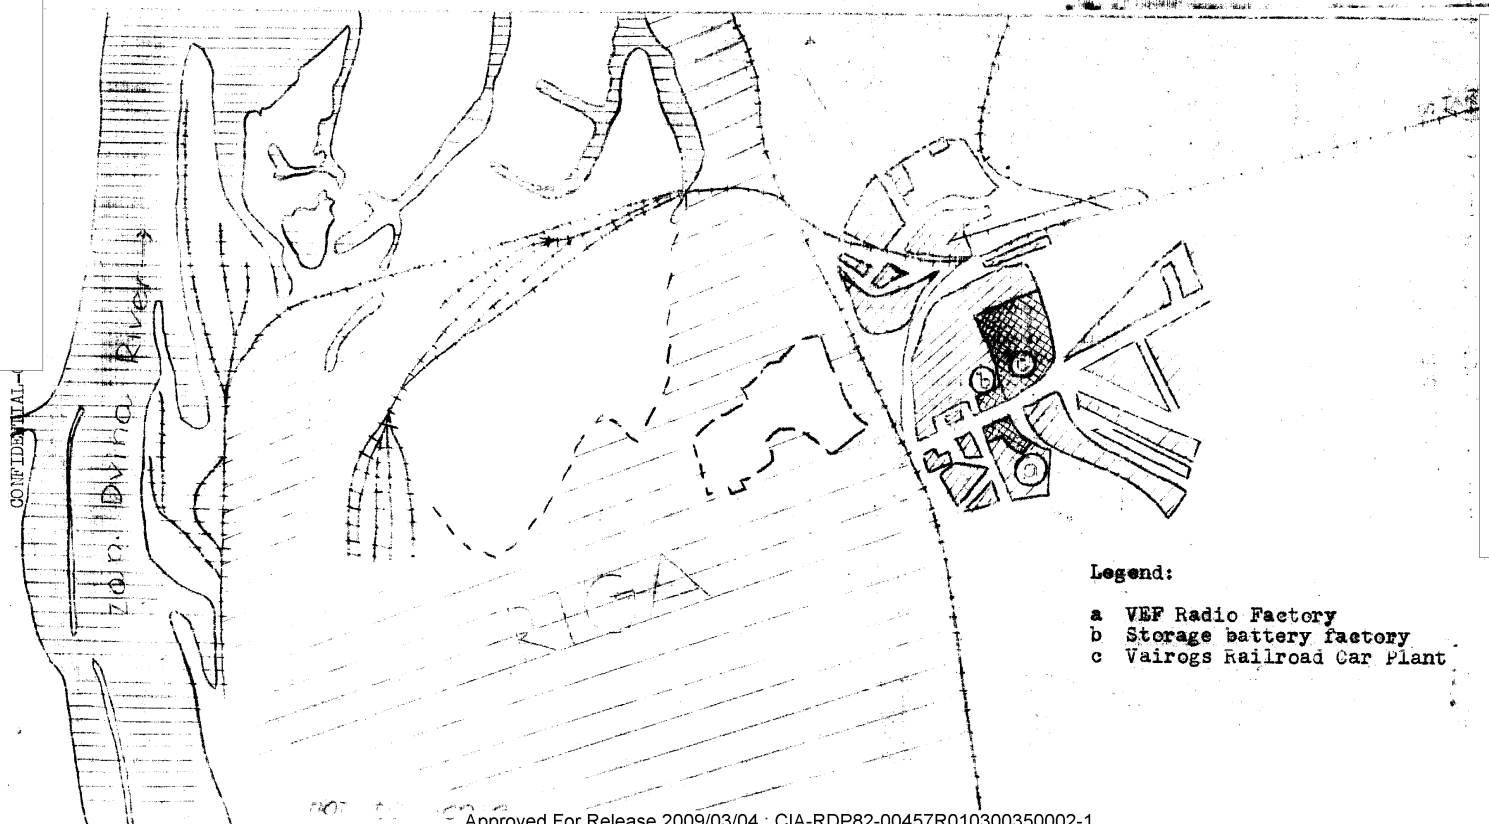 CONFIDENTIAL
Dvina River
RIGA
Legend:
a VEF Radio Factory
b Storage battery factory
c Vairogs Railroad Car Plant
b
c
a
Approved For Release 2009/03/04 : CIA-RDP82-00457R010300350002-1